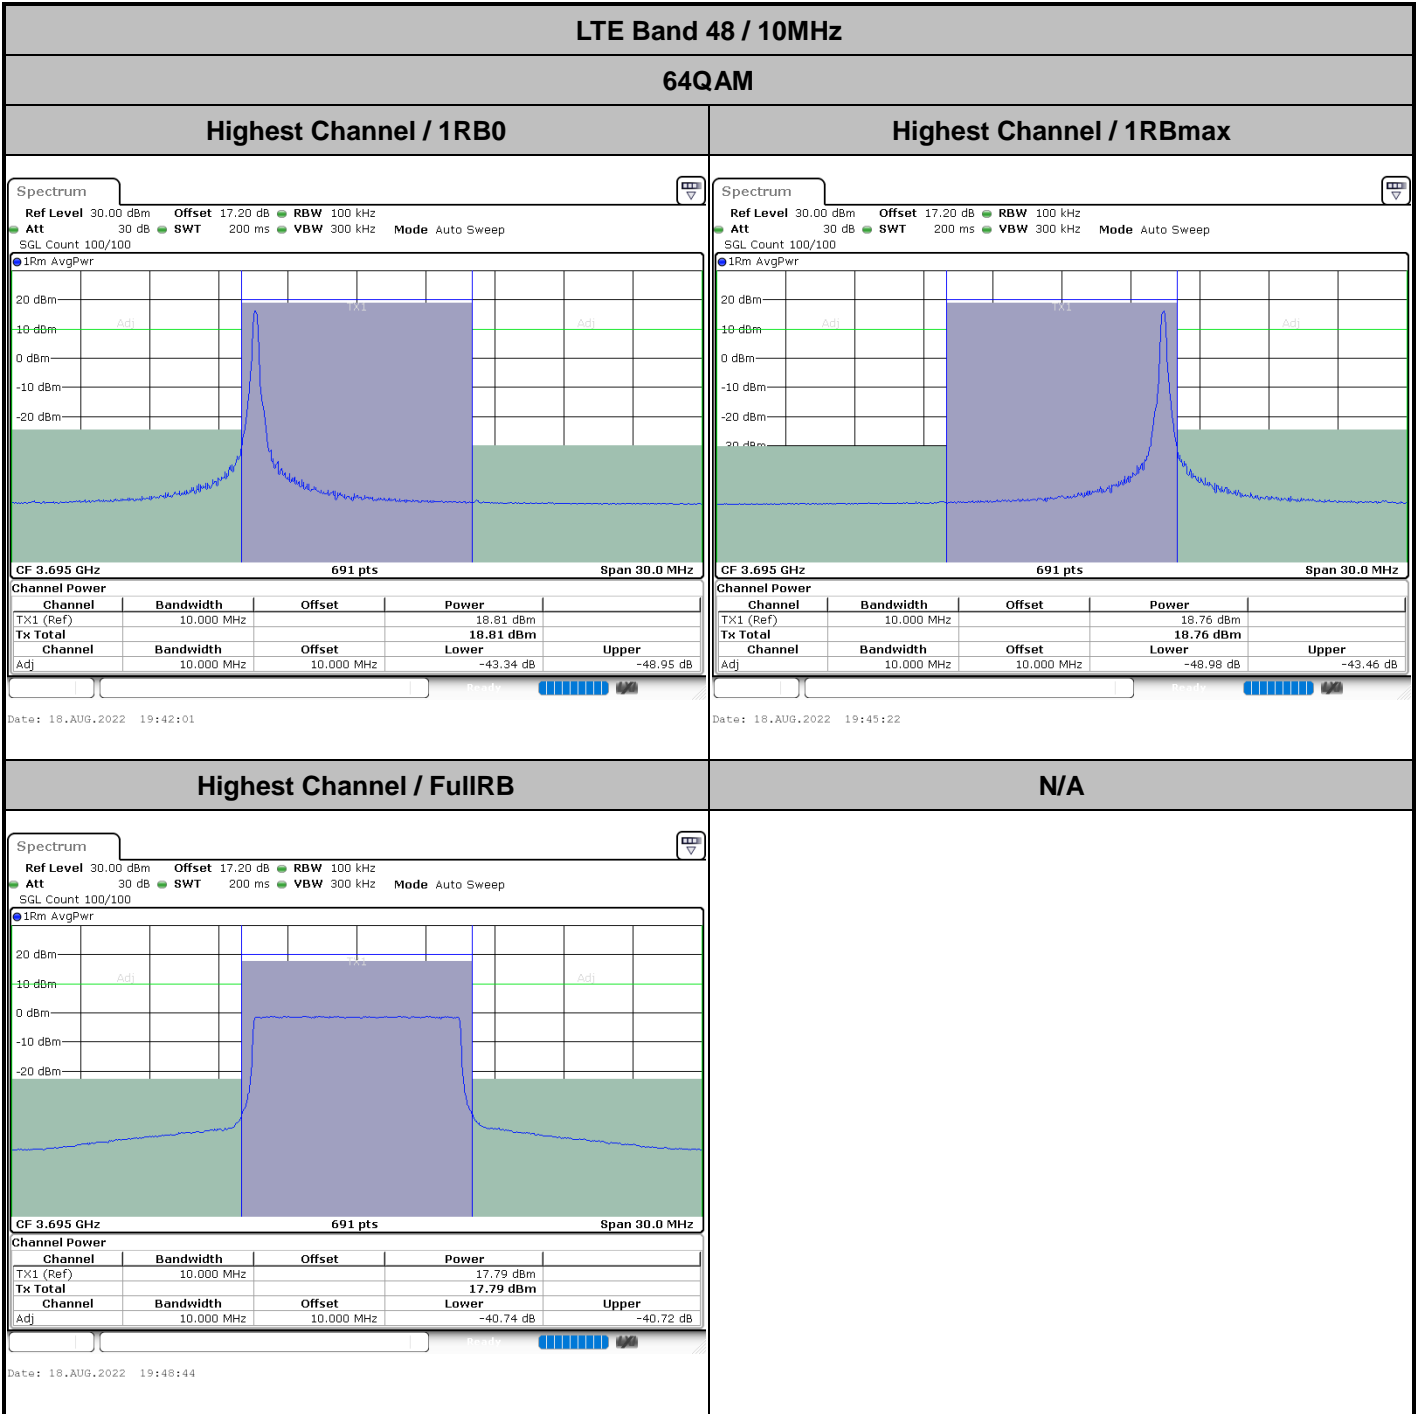 LTE Band 48 / 10MHz
64QAM
Highest Channel / 1RB0
Highest Channel / 1RBmax
Spectrum
Ref Level 30.00 dBm Offset 17.20 dB RBW 100 kHz
Att 30 dB SWT 200 ms VBW 300 kHz Mode Auto Sweep
SGL Count 100/100
1Rm AvgPwr
TX1
Adj
Adj
20 dBm
10 dBm
0 dBm
-10 dBm
-20 dBm
CF 3.695 GHz 691 pts Span 30.0 MHz
Channel Power
Channel Bandwidth Offset Power
TX1 (Ref) 10.000 MHz 18.81 dBm
Tx Total 18.81 dBm
Channel Bandwidth Offset Lower Upper
Adj 10.000 MHz 10.000 MHz -43.34 dB -48.95 dB
Ready
Date: 18.AUG.2022 19:42:01
Spectrum
Ref Level 30.00 dBm Offset 17.20 dB RBW 100 kHz
Att 30 dB SWT 200 ms VBW 300 kHz Mode Auto Sweep
SGL Count 100/100
1Rm AvgPwr
TX1
Adj
Adj
20 dBm
10 dBm
0 dBm
-10 dBm
-20 dBm
-30 dBm
CF 3.695 GHz 691 pts Span 30.0 MHz
Channel Power
Channel Bandwidth Offset Power
TX1 (Ref) 10.000 MHz 18.76 dBm
Tx Total 18.76 dBm
Channel Bandwidth Offset Lower Upper
Adj 10.000 MHz 10.000 MHz -48.98 dB -43.46 dB
Ready
Date: 18.AUG.2022 19:45:22
Highest Channel / FullRB
N/A
Spectrum
Ref Level 30.00 dBm Offset 17.20 dB RBW 100 kHz
Att 30 dB SWT 200 ms VBW 300 kHz Mode Auto Sweep
SGL Count 100/100
1Rm AvgPwr
TX1
Adj
Adj
20 dBm
10 dBm
0 dBm
-10 dBm
-20 dBm
CF 3.695 GHz 691 pts Span 30.0 MHz
Channel Power
Channel Bandwidth Offset Power
TX1 (Ref) 10.000 MHz 17.79 dBm
Tx Total 17.79 dBm
Channel Bandwidth Offset Lower Upper
Adj 10.000 MHz 10.000 MHz -40.74 dB -40.72 dB
Ready
Date: 18.AUG.2022 19:48:44